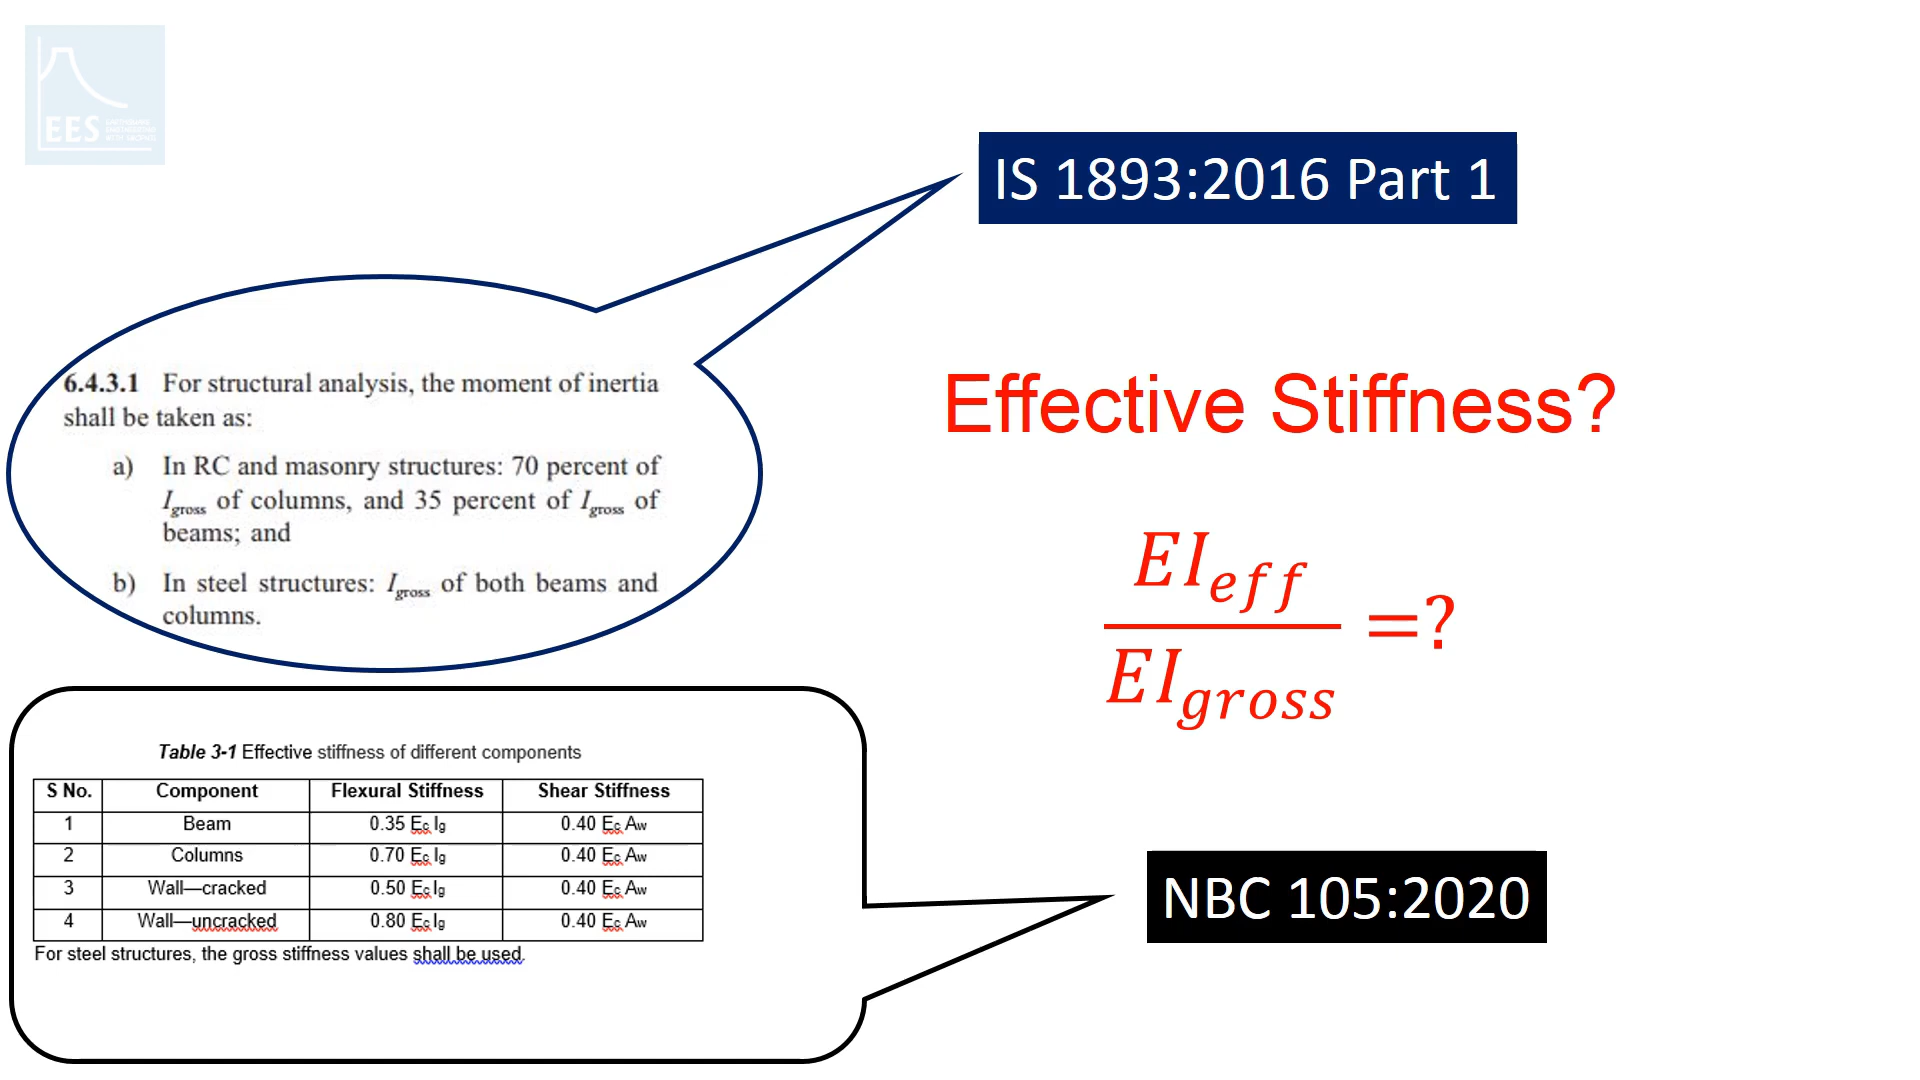 EES
IS 1893:2016 Part 1
6.4.3.1 For structural analysis, the moment of inertia
shall be taken as:
a) In RC and masonry structures: 70 percent of
I_gross of columns, and 35 percent of I_gross of
beams; and
b) In steel structures: I_gross of both beams and
columns.
Effective Stiffness?
EI_eff
EI_gross
=?
Table 3-1 Effective stiffness of different components
S No. Component Flexural Stiffness Shear Stiffness
1 Beam 0.35 Ec Ig 0.40 Ec Aw
2 Columns 0.70 Ec Ig 0.40 Ec Aw
3 Wall—cracked 0.50 Ec Ig 0.40 Ec Aw
4 Wall—uncracked 0.80 Ec Ig 0.40 Ec Aw
For steel structures, the gross stiffness values shall be used.
NBC 105:2020